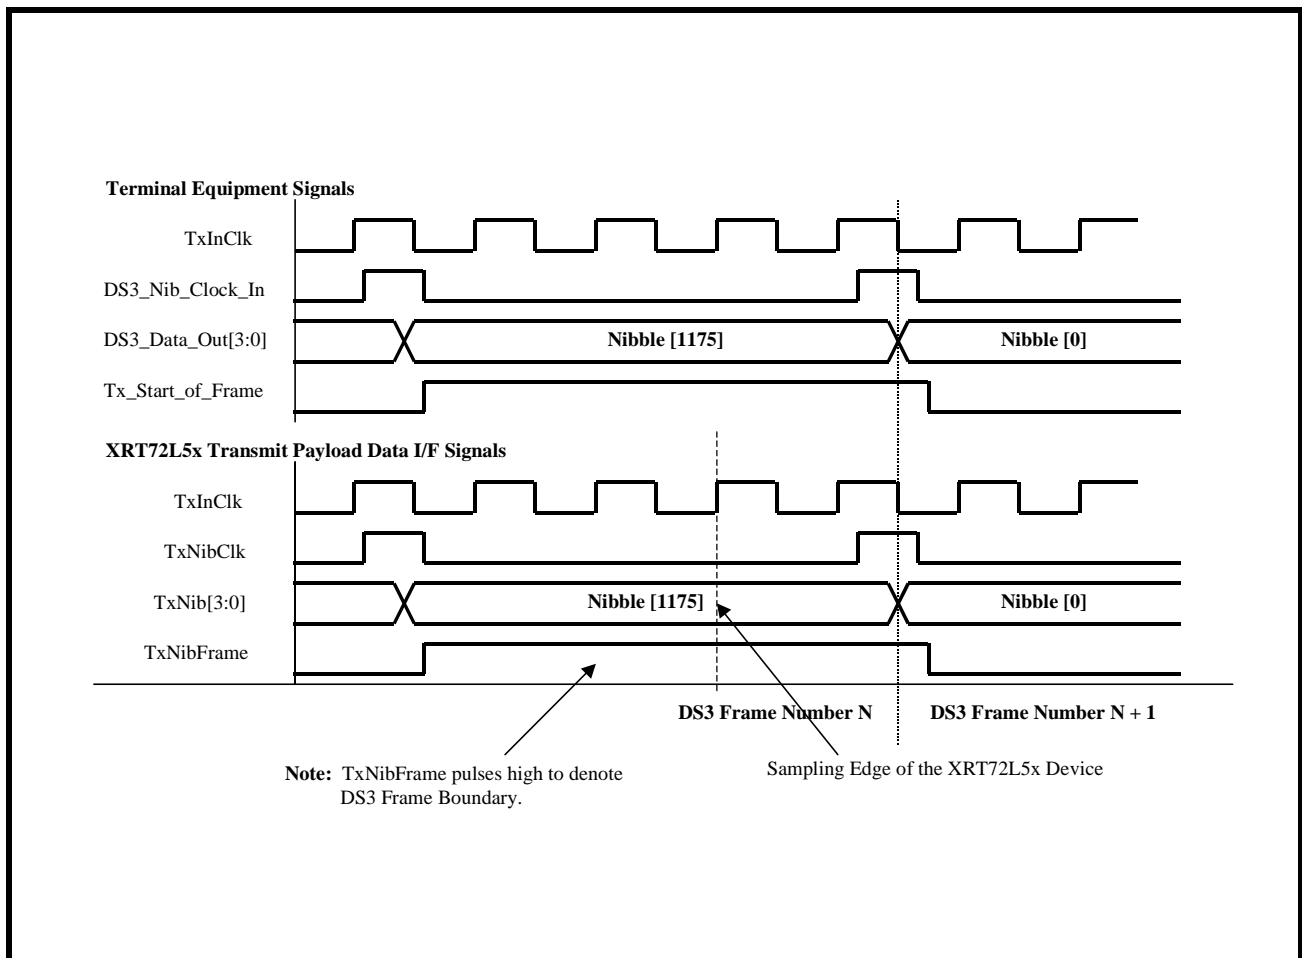 Terminal Equipment Signals
TxInClk
DS3_Nib_Clock_In
DS3_Data_Out[3:0]
Nibble [1175]
Nibble [0]
Tx_Start_of_Frame
XRT72L5x Transmit Payload Data I/F Signals
TxInClk
TxNibClk
TxNib[3:0]
Nibble [1175]
Nibble [0]
TxNibFrame
DS3 Frame Number N
DS3 Frame Number N + 1
Note: TxNibFrame pulses high to denote
DS3 Frame Boundary.
Sampling Edge of the XRT72L5x Device